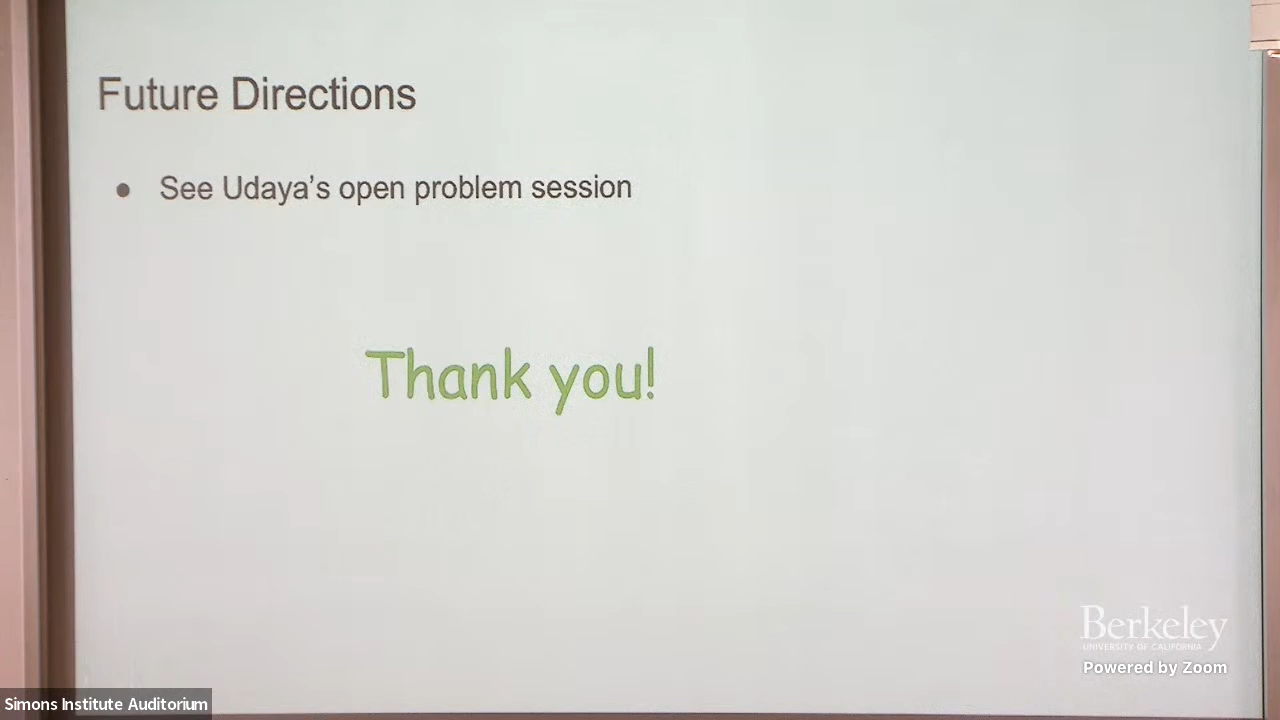 Future Directions
● See Udaya's open problem session
Thank you!
Berkeley
UNIVERSITY OF CALIFORNIA
Powered by Zoom
Simons Institute Auditorium